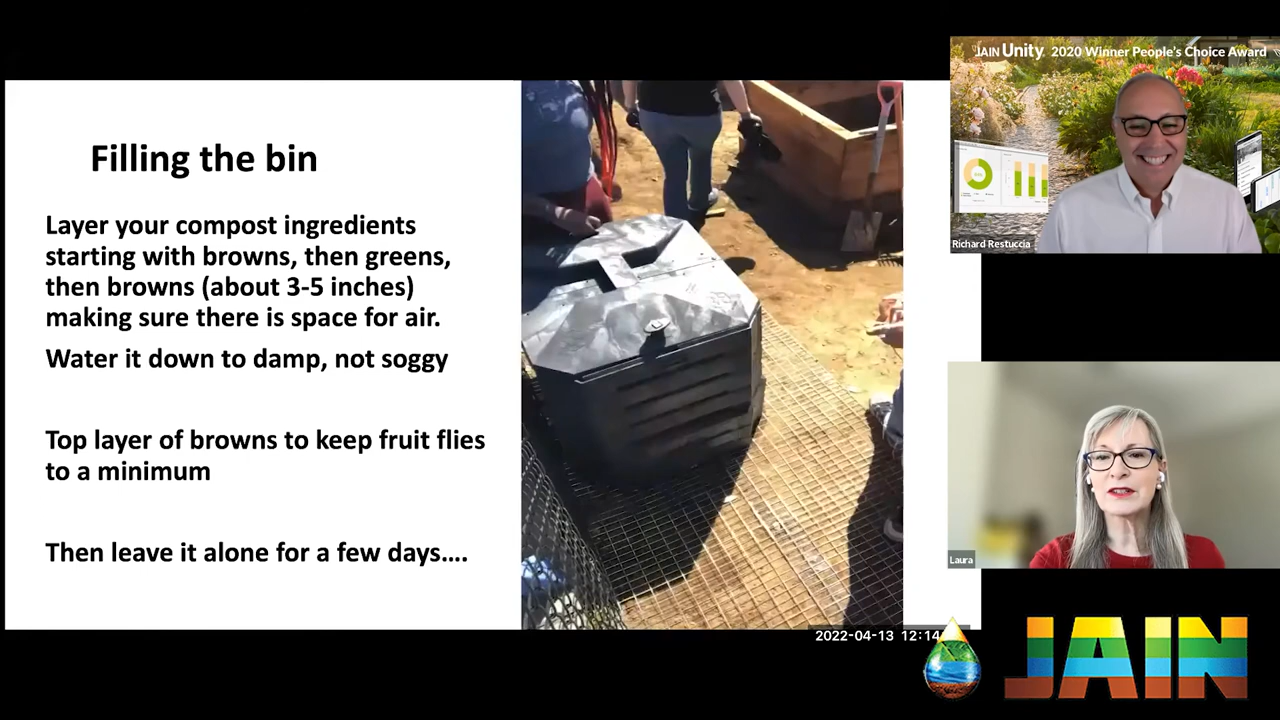 Filling the bin
Layer your compost ingredients
starting with browns, then greens,
then browns (about 3-5 inches)
making sure there is space for air.
Water it down to damp, not soggy
Top layer of browns to keep fruit flies
to a minimum
Then leave it alone for a few days....
JAIN Unity. 2020 Winner People's Choice Award
Richard Restuccia
Laura
2022-04-13 12:14
JAIN